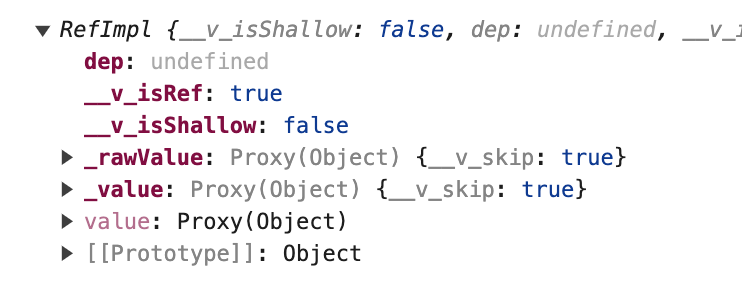 ▼ RefImpl {__v_isShallow: false, dep: undefined, __v_i
dep: undefined
__v_isRef: true
__v_isShallow: false
▶ _rawValue: Proxy(Object) {__v_skip: true}
▶ _value: Proxy(Object) {__v_skip: true}
▶ value: Proxy(Object)
▶ [[Prototype]]: Object